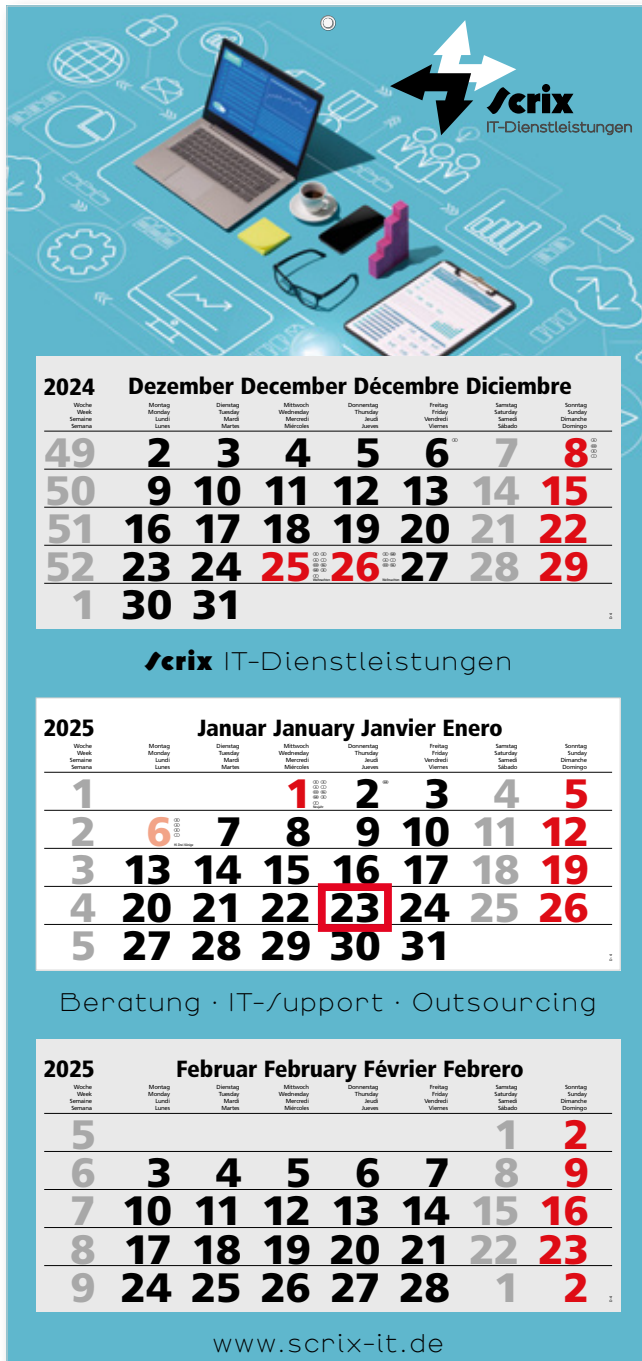 Scrix
IT-Dienstleistungen
2024 Dezember December Décembre Diciembre
Woche Montag Dienstag Mittwoch Donnerstag Freitag Samstag Sonntag
Week Monday Tuesday Wednesday Thursday Friday Saturday Sunday
Semaine Lundi Mardi Mercredi Jeudi Vendredi Samedi Dimanche
Semana Lunes Martes Miércoles Jueves Viernes Sábado Domingo
49 2 3 4 5 6 7 8
50 9 10 11 12 13 14 15
51 16 17 18 19 20 21 22
52 23 24 25 26 27 28 29
1 30 31
Scrix IT-Dienstleistungen
2025 Januar January Janvier Enero
Woche Montag Dienstag Mittwoch Donnerstag Freitag Samstag Sonntag
Week Monday Tuesday Wednesday Thursday Friday Saturday Sunday
Semaine Lundi Mardi Mercredi Jeudi Vendredi Samedi Dimanche
Semana Lunes Martes Miércoles Jueves Viernes Sábado Domingo
1 1 2 3 4 5
2 6 7 8 9 10 11 12
3 13 14 15 16 17 18 19
4 20 21 22 23 24 25 26
5 27 28 29 30 31
Beratung · IT-Support · Outsourcing
2025 Februar February Février Febrero
Woche Montag Dienstag Mittwoch Donnerstag Freitag Samstag Sonntag
Week Monday Tuesday Wednesday Thursday Friday Saturday Sunday
Semaine Lundi Mardi Mercredi Jeudi Vendredi Samedi Dimanche
Semana Lunes Martes Miércoles Jueves Viernes Sábado Domingo
5 1 2
6 3 4 5 6 7 8 9
7 10 11 12 13 14 15 16
8 17 18 19 20 21 22 23
9 24 25 26 27 28 1 2
www.scrix-it.de